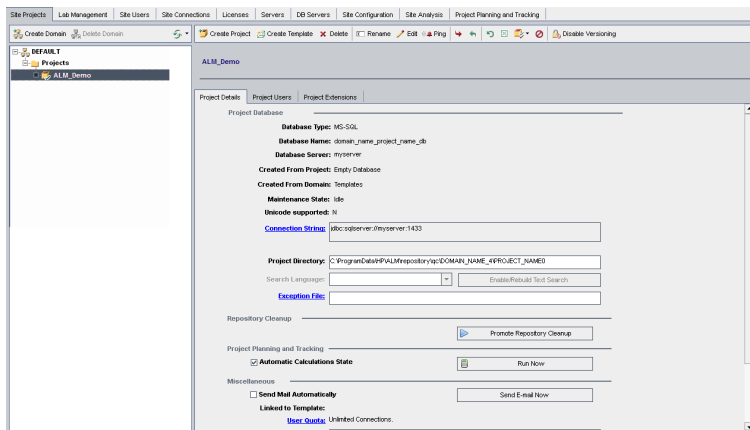 Site Projects Lab Management Site Users Site Connections Licenses Servers DB Servers Site Configuration Site Analysis Project Planning and Tracking
Create Domain Delete Domain
Create Project Create Template Delete Rename Edit Ping Disable Versioning
DEFAULT
Projects
ALM_Demo
ALM_Demo
Project Details Project Users Project Extensions
Project Database
Database Type: MS-SQL
Database Name: domain_name_project_name_db
Database Server: myserver
Created From Project: Empty Database
Created From Domain: Templates
Maintenance State: Idle
Unicode supported: N
Connection String: jdbc:sqlserver://myserver:1433
Project Directory: C:\ProgramData\HP\ALM\repository\qc\DOMAIN_NAME_4\PROJECT_NAME0
Search Language: Enable/Rebuild Text Search
Exception File:
Repository Cleanup
Promote Repository Cleanup
Project Planning and Tracking
Automatic Calculations State Run Now
Miscellaneous
Send Mail Automatically Send E-mail Now
Linked to Template:
User Quota: Unlimited Connections.